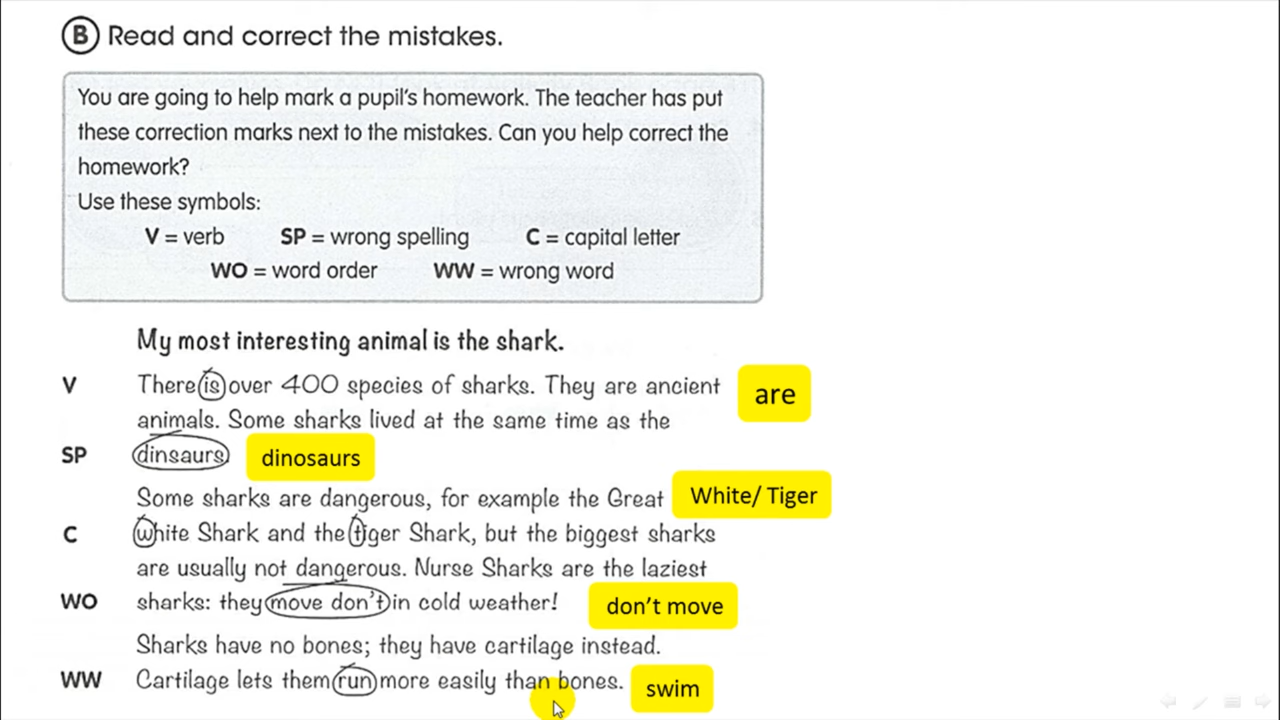 B Read and correct the mistakes.
You are going to help mark a pupil's homework. The teacher has put
these correction marks next to the mistakes. Can you help correct the
homework?
Use these symbols:
V = verb SP = wrong spelling C = capital letter
WO = word order WW = wrong word
My most interesting animal is the shark.
V There is over 400 species of sharks. They are ancient are
animals. Some sharks lived at the same time as the
SP dinsaurs dinosaurs
Some sharks are dangerous, for example the Great White/ Tiger
C white Shark and the tiger Shark, but the biggest sharks
are usually not dangerous. Nurse Sharks are the laziest
WO sharks: they move don't in cold weather! don't move
Sharks have no bones; they have cartilage instead.
WW Cartilage lets them run more easily than bones. swim